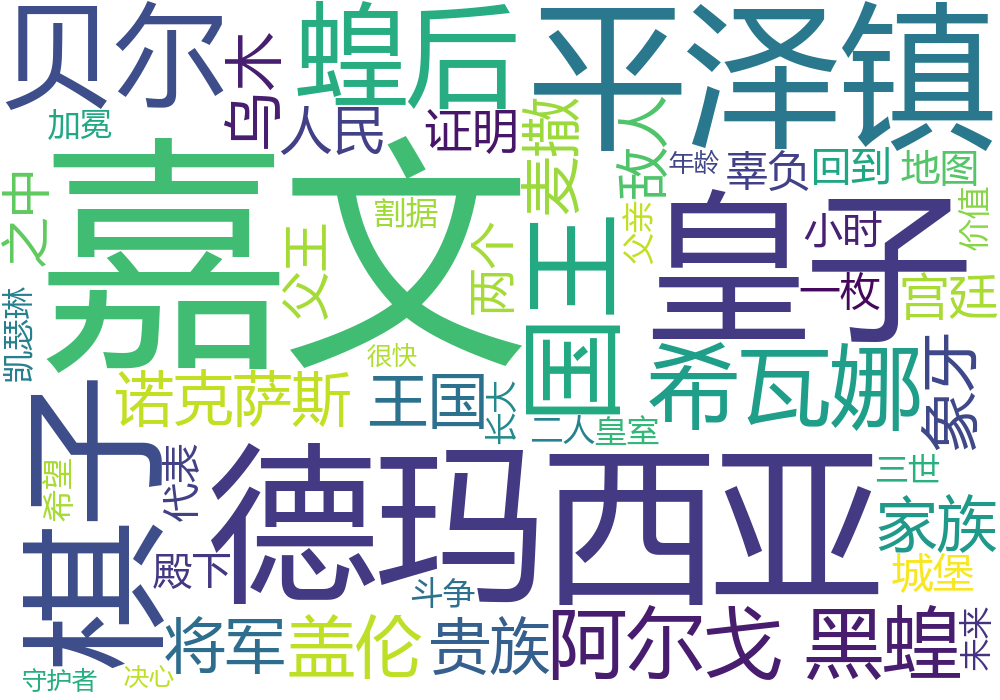 贝尔
乌木
蝗后
平泽镇
加冕
人民
证明
麦撒
敌人
年龄
辜负
回到
地图
之中
嘉文
割据
父王
两个
国王
父亲
皇子
小时
价值
一枚
宫廷
凯瑟琳
很快
诺克萨斯
王国
长大
希瓦娜
象牙
二人
皇室
棋子
希望
代表
德玛西亚
三世
家族
殿下
斗争
城堡
将军
盖伦
贵族
阿尔戈
黑蝗
未来
守护者
决心